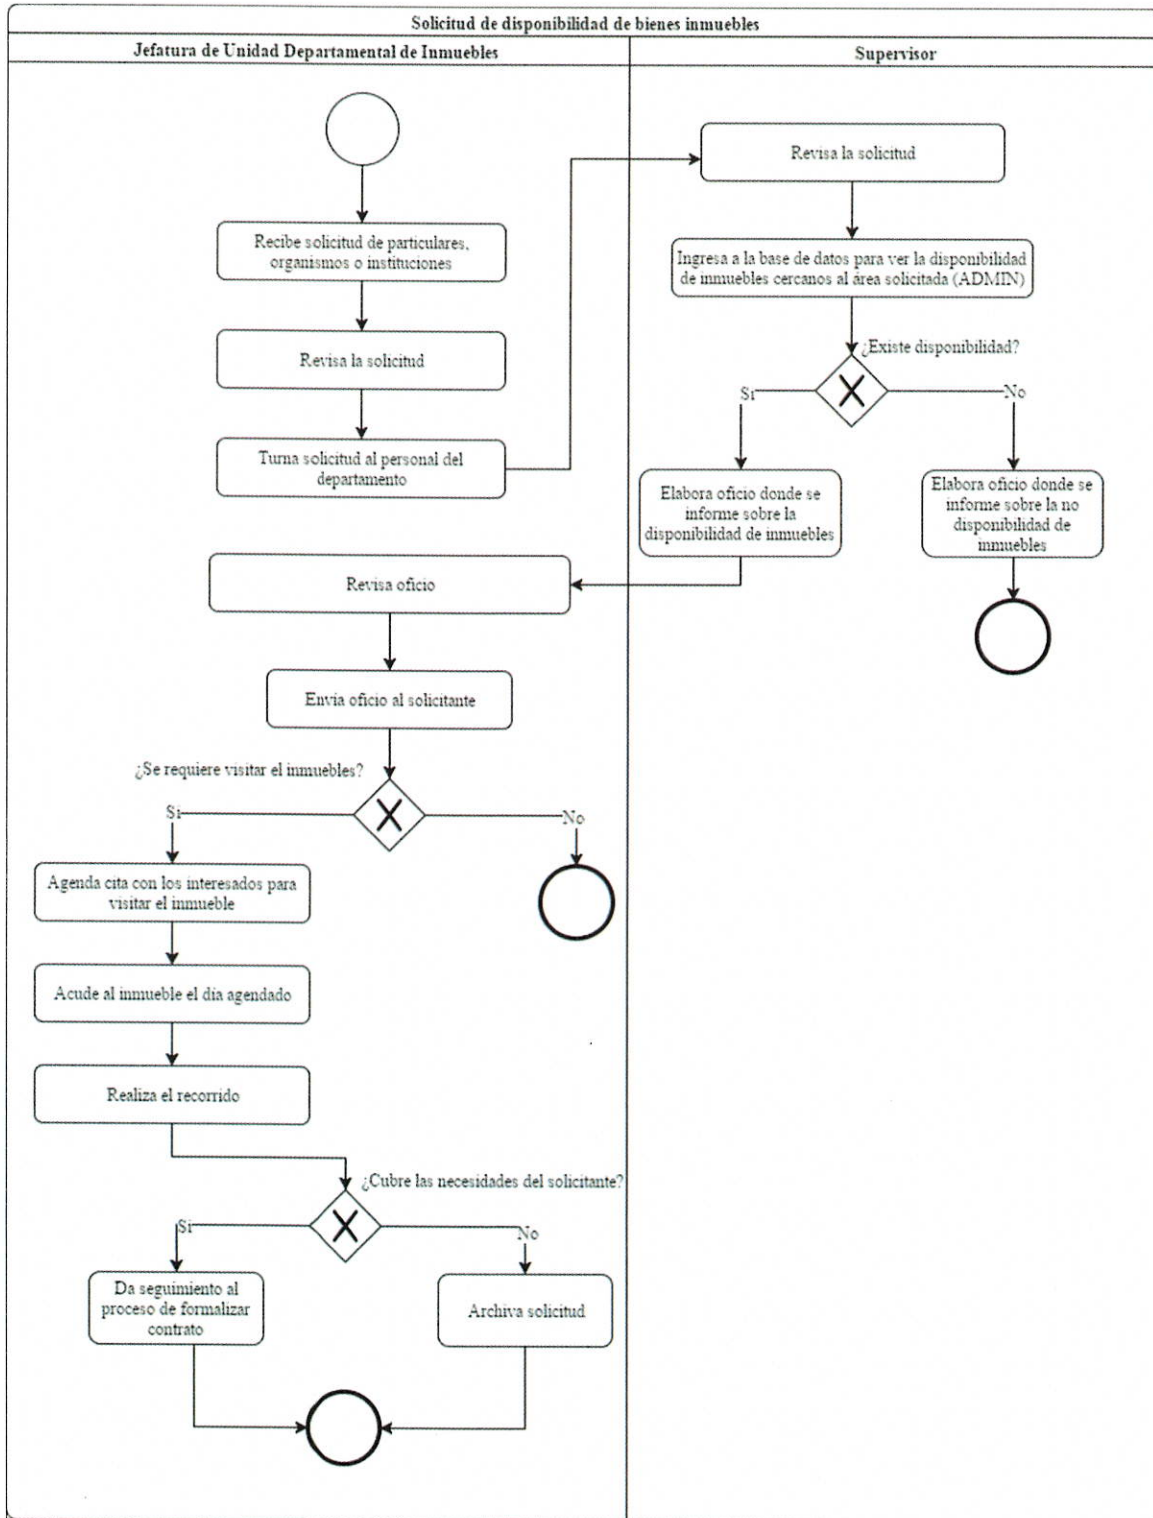 Solicitud de disponibilidad de bienes inmuebles
Jefatura de Unidad Departamental de Inmuebles
Supervisor
Recibe solicitud de particulares,
organismos o instituciones
Revisa la solicitud
Turna solicitud al personal del
departamento
Revisa la solicitud
Ingresa a la base de datos para ver la disponibilidad
de inmuebles cercanos al área solicitada (ADMIN)
¿Existe disponibilidad?
Si
No
Elabora oficio donde se
informe sobre la
disponibilidad de inmuebles
Elabora oficio donde se
informe sobre la no
disponibilidad de
inmuebles
Revisa oficio
Envía oficio al solicitante
¿Se requiere visitar el inmuebles?
Si
No
Agenda cita con los interesados para
visitar el inmueble
Acude al inmueble el día agendado
Realiza el recorrido
¿Cubre las necesidades del solicitante?
Si
No
Da seguimiento al
proceso de formalizar
contrato
Archiva solicitud